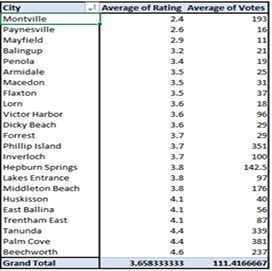 City Average of Rating Average of Votes
Montville 2.4 193
Paynesville 2.6 16
Mayfield 2.9 11
Balingup 3.2 21
Penola 3.4 19
Armidale 3.5 25
Macedon 3.5 31
Flaxton 3.5 37
Lorn 3.6 18
Victor Harbor 3.6 96
Dicky Beach 3.6 29
Forrest 3.7 29
Phillip Island 3.7 351
Inverloch 3.7 100
Hepburn Springs 3.8 142.5
Lakes Entrance 3.8 97
Middleton Beach 3.8 176
Huskisson 4.1 40
East Ballina 4.1 56
Trentham East 4.1 87
Tanunda 4.4 339
Palm Cove 4.4 381
Beechworth 4.6 237
Grand Total 3.658333333 111.4166667